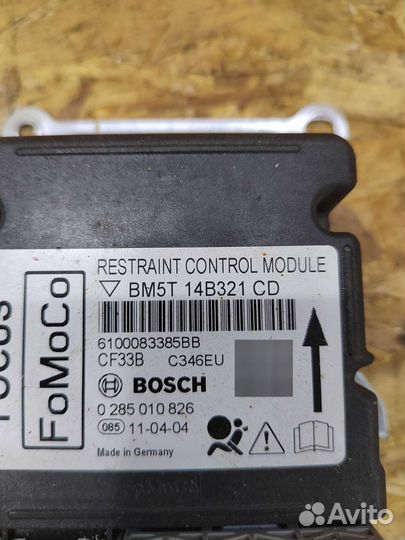 FOCUS
FoMoCo
RESTRAINT CONTROL MODULE
BM5T 14B321 CD
6100083385BB
CF33B C346EU
BOSCH
0 285 010 826
085 11-04-04
Made in Germany
Avito